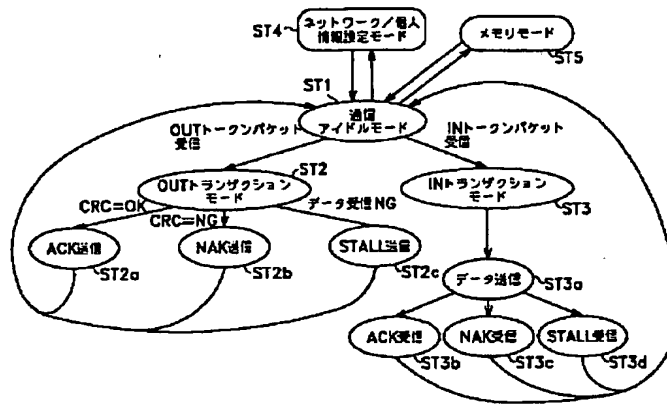 ST4
ネットワーク/個人
情報設定モード
メモリモード
ST5
ST1
通信
アイドルモード
OUTトークンパケット
受信
INトークンパケット
受信
ST2
OUTトランザクション
モード
INトランザクション
モード
ST3
CRC=OK
CRC=NG
データ受信NG
ACK送信
ST2a
NAK送信
ST2b
STALL送信
ST2c
データ送信
ST3a
ACK受信
ST3b
NAK受信
ST3c
STALL受信
ST3d